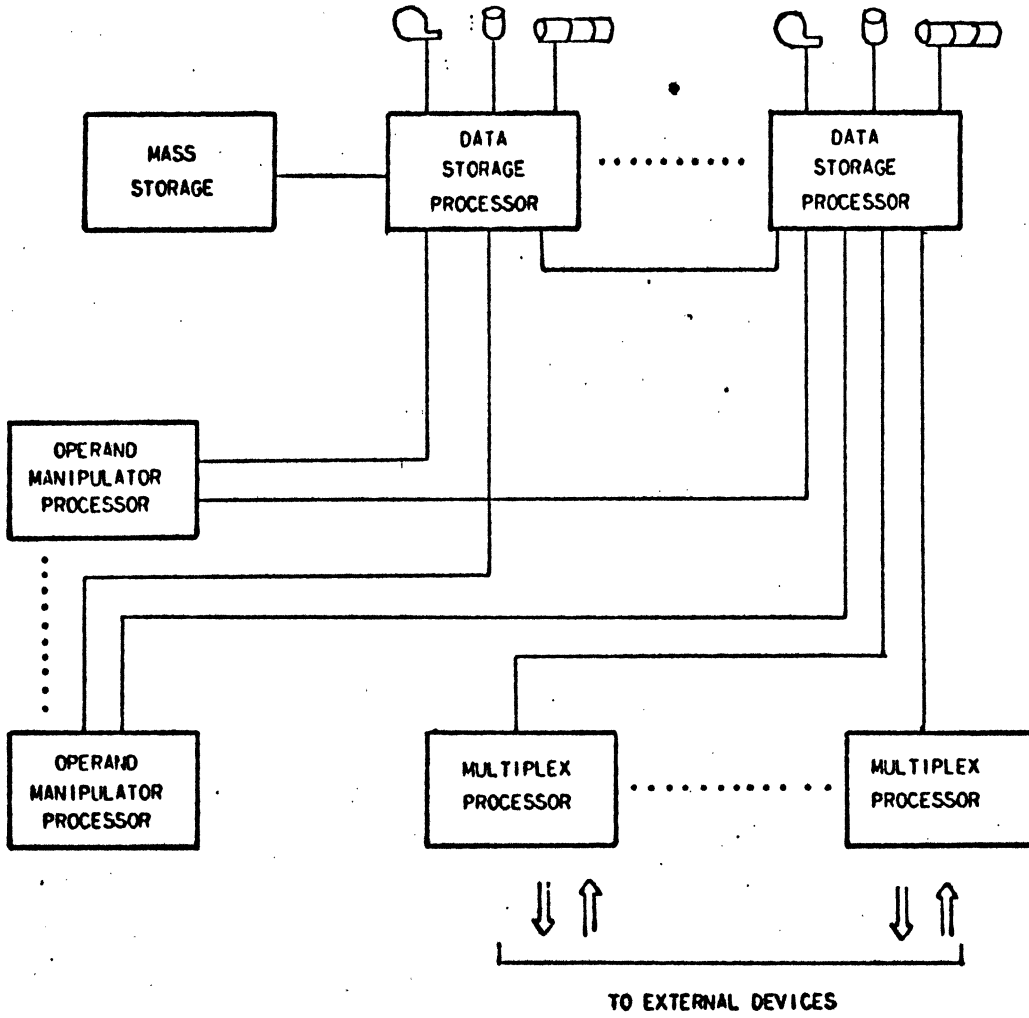 MASS
STORAGE
DATA
STORAGE
PROCESSOR
DATA
STORAGE
PROCESSOR
OPERAND
MANIPULATOR
PROCESSOR
OPERAND
MANIPULATOR
PROCESSOR
MULTIPLEX
PROCESSOR
MULTIPLEX
PROCESSOR
TO EXTERNAL DEVICES